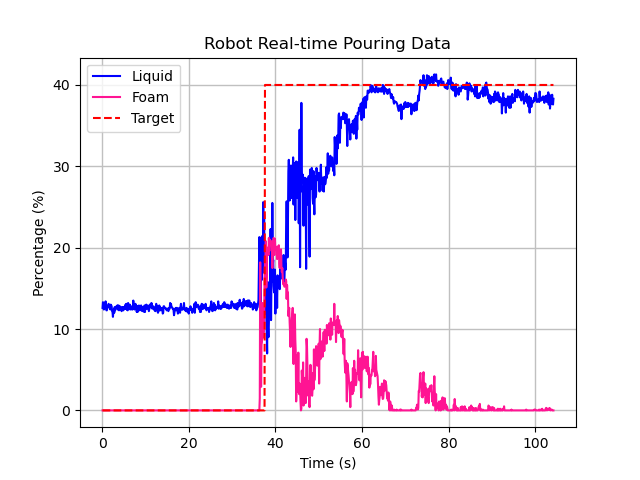 Robot Real-time Pouring Data
Liquid
Foam
Target
Percentage (%)
40
30
20
10
0
0 20 40 60 80 100
Time (s)